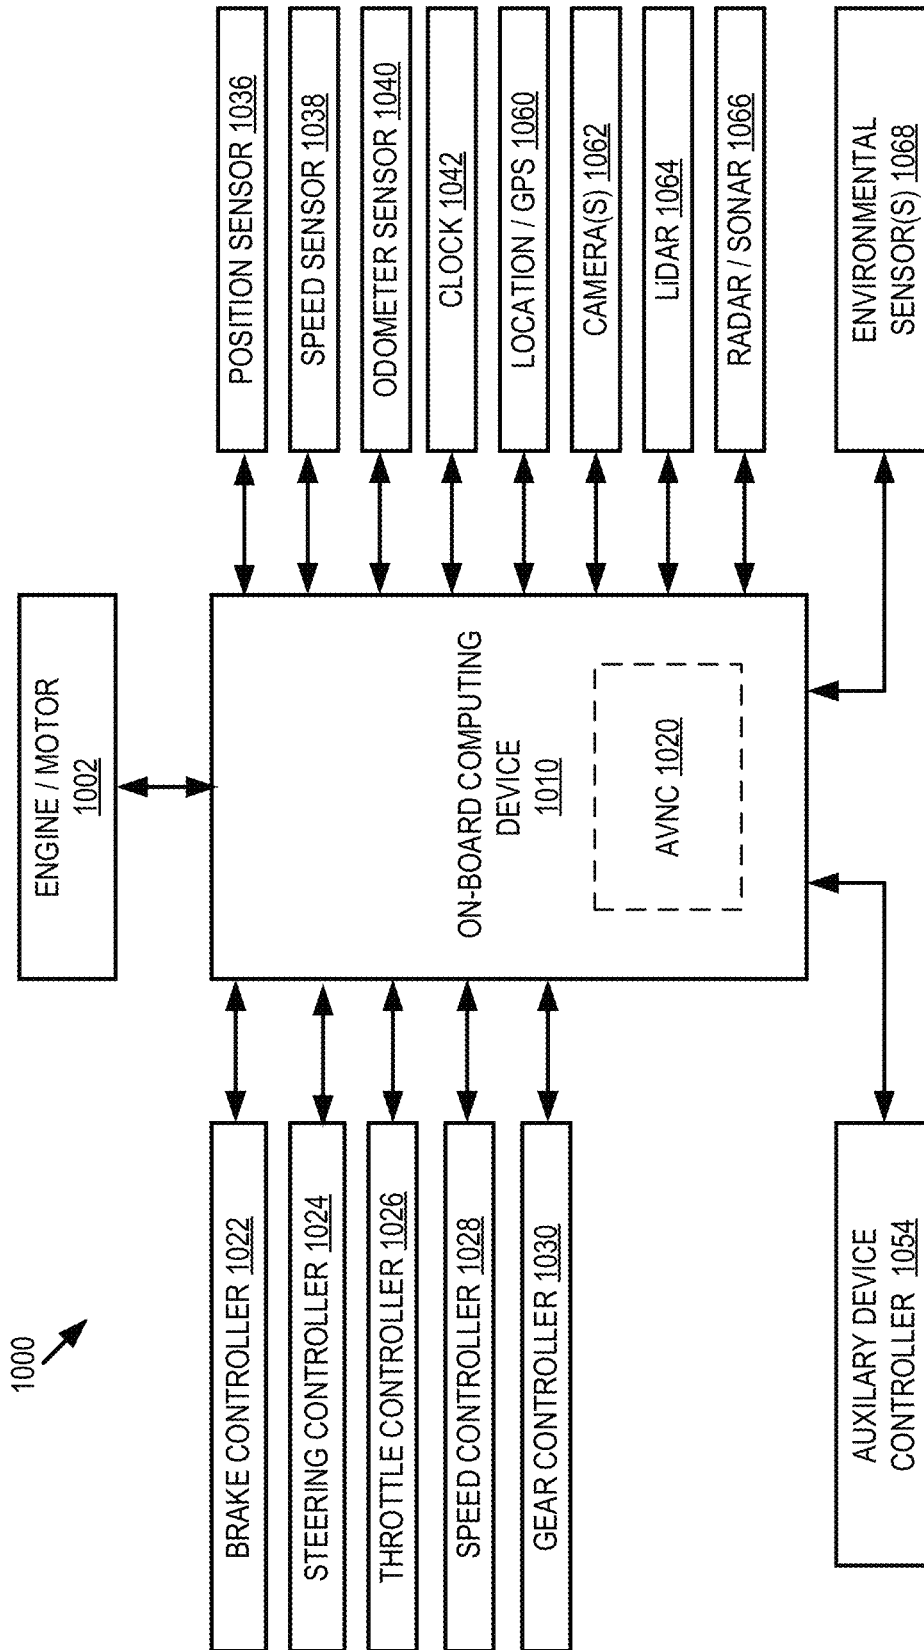 1000
ENGINE / MOTOR
1002
BRAKE CONTROLLER 1022
STEERING CONTROLLER 1024
THROTTLE CONTROLLER 1026
SPEED CONTROLLER 1028
GEAR CONTROLLER 1030
ON-BOARD COMPUTING
DEVICE
1010
AVNC 1020
POSITION SENSOR 1036
SPEED SENSOR 1038
ODOMETER SENSOR 1040
CLOCK 1042
LOCATION / GPS 1060
CAMERA(S) 1062
LiDAR 1064
RADAR / SONAR 1066
AUXILARY DEVICE
CONTROLLER 1054
ENVIRONMENTAL
SENSOR(S) 1068